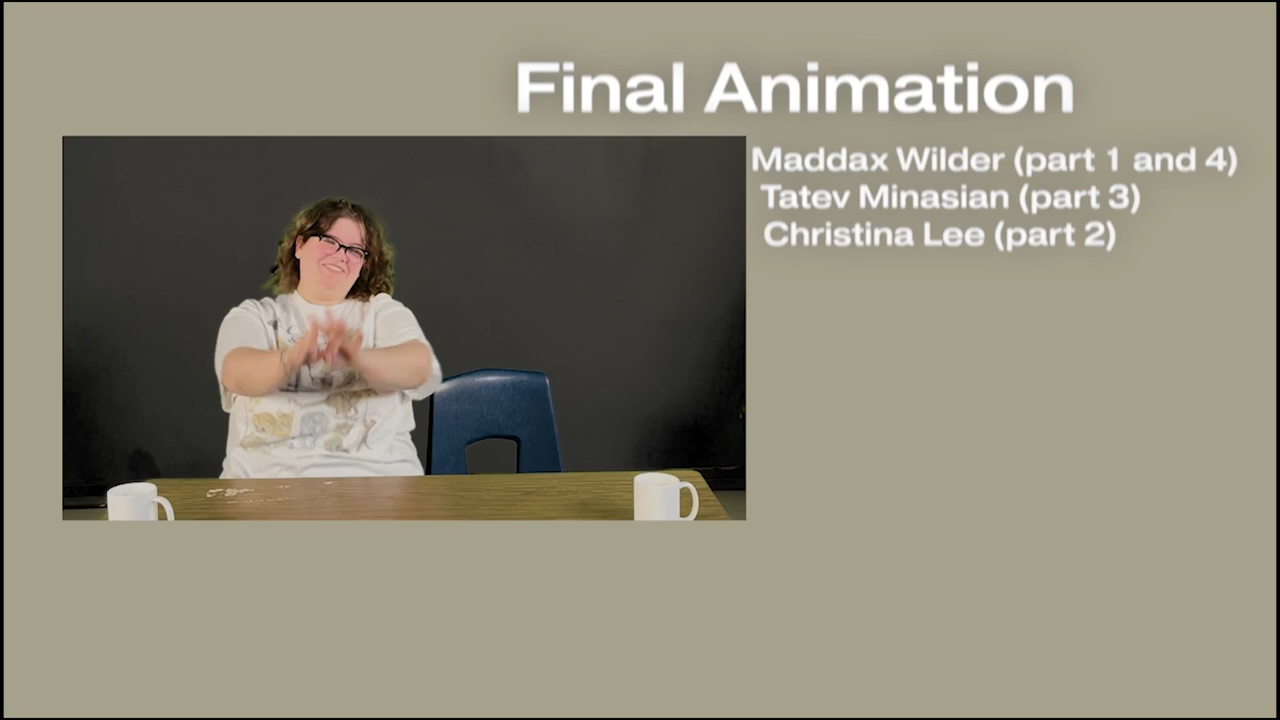 Final Animation
Maddax Wilder (part 1 and 4)
Tatev Minasian (part 3)
Christina Lee (part 2)